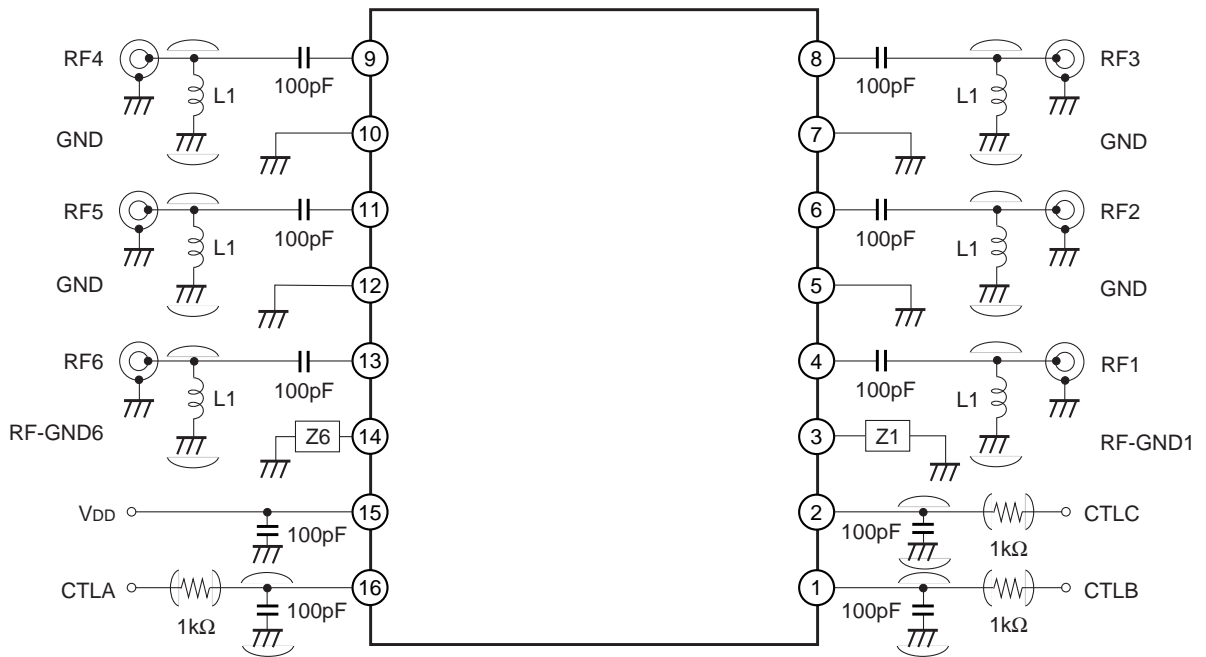 RF4
100pF
9
L1
GND
10
RF5
100pF
11
L1
GND
12
RF6
100pF
13
L1
RF-GND6
Z6
14
VDD
100pF
15
CTLA
1kΩ
100pF
16
8
100pF
L1
RF3
7
GND
6
100pF
L1
RF2
5
GND
4
100pF
L1
RF1
3
Z1
RF-GND1
2
100pF
1kΩ
CTLC
1
100pF
1kΩ
CTLB